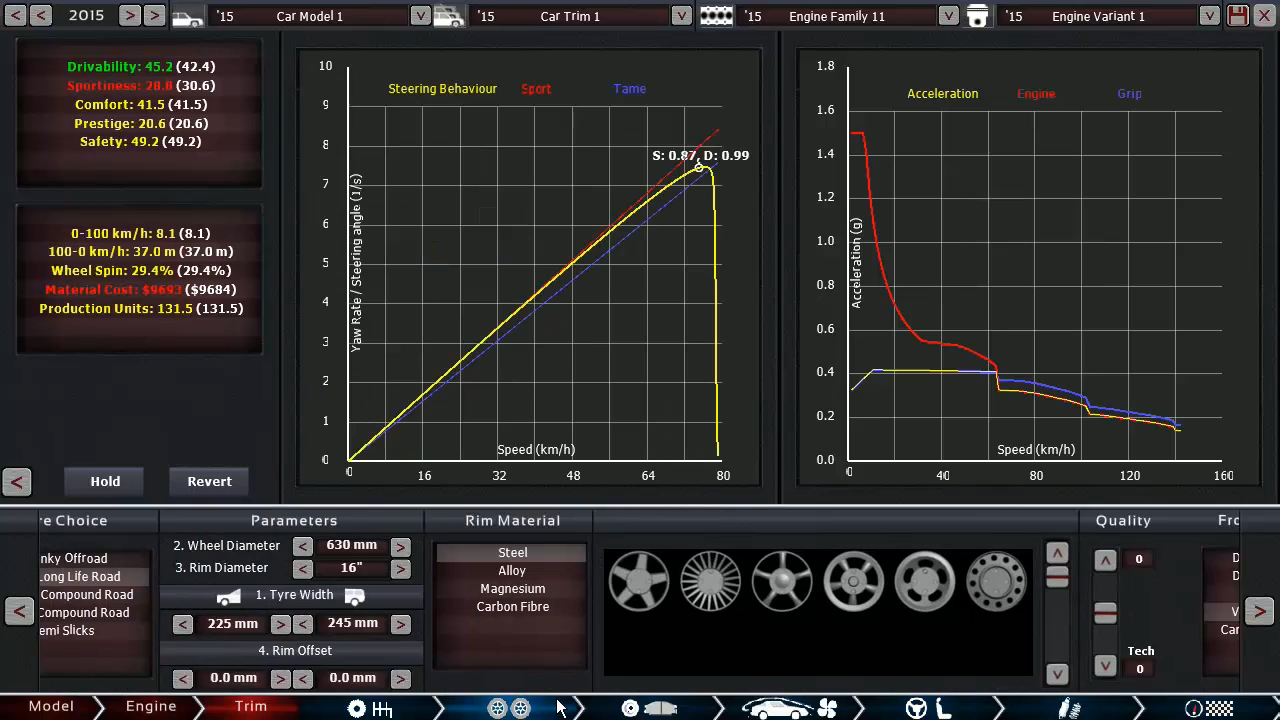 < < 2015 > > '15 Car Model 1 V '15 Car Trim 1 V '15 Engine Family 11 V '15 Engine Variant 1 V X
Drivability: 45.2 (42.4)
Sportiness: 28.8 (30.6)
Comfort: 41.5 (41.5)
Prestige: 20.6 (20.6)
Safety: 49.2 (49.2)
0-100 km/h: 8.1 (8.1)
100-0 km/h: 37.0 m (37.0 m)
Wheel Spin: 29.4% (29.4%)
Material Cost: $9693 ($9684)
Production Units: 131.5 (131.5)
< Hold Revert
Steering Behaviour Sport Tame
S: 0.87, D: 0.99
Yaw Rate / Steering angle (1/s)
10
9
8
7
6
5
4
3
2
1
0
Speed (km/h)
0 16 32 48 64 80
Acceleration Engine Grip
Acceleration (g)
1.8
1.6
1.4
1.2
1.0
0.8
0.6
0.4
0.2
0.0
Speed (km/h)
0 40 80 120 160
re Choice
nky Offroad
Long Life Road
Compound Road
Compound Road
emi Slicks
Parameters
2. Wheel Diameter < 630 mm >
3. Rim Diameter < 16" >
1. Tyre Width
< 225 mm > < 245 mm >
4. Rim Offset
< 0.0 mm > < 0.0 mm >
Rim Material
Steel
Alloy
Magnesium
Carbon Fibre
Quality
0
Tech
0
Fro
D
D
V
Car
Model Engine Trim